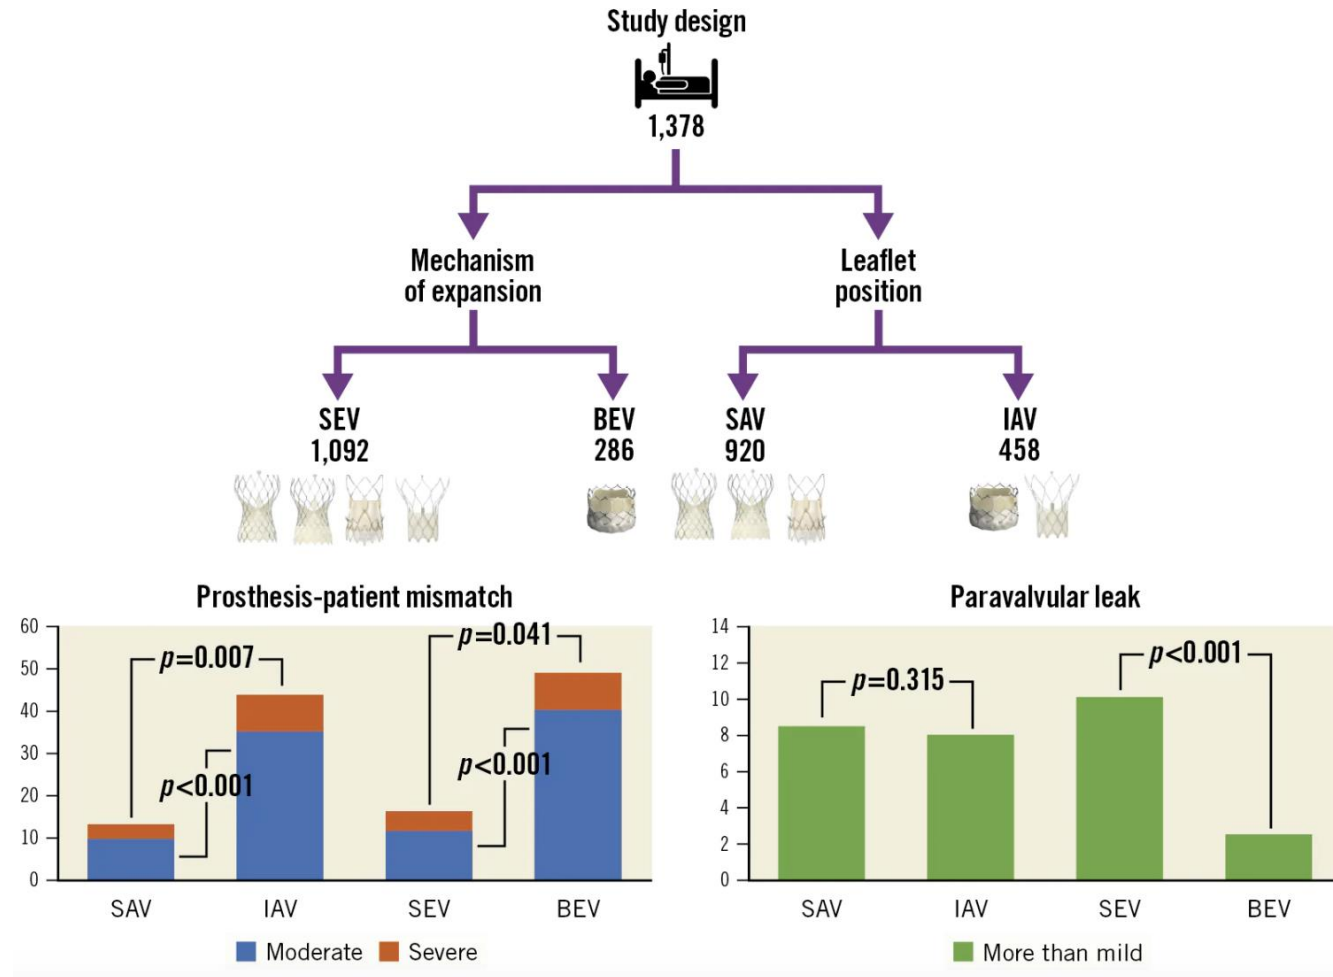 Study design
1,378
Mechanism
of expansion
Leaflet
position
SEV
1,092
BEV
286
SAV
920
IAV
458
Prosthesis-patient mismatch
60
50
40
30
20
10
0
p=0.007
p<0.001
p=0.041
p<0.001
SAV IAV SEV BEV
Moderate Severe
Paravalvular leak
14
12
10
8
6
4
2
0
p=0.315
p<0.001
SAV IAV SEV BEV
More than mild